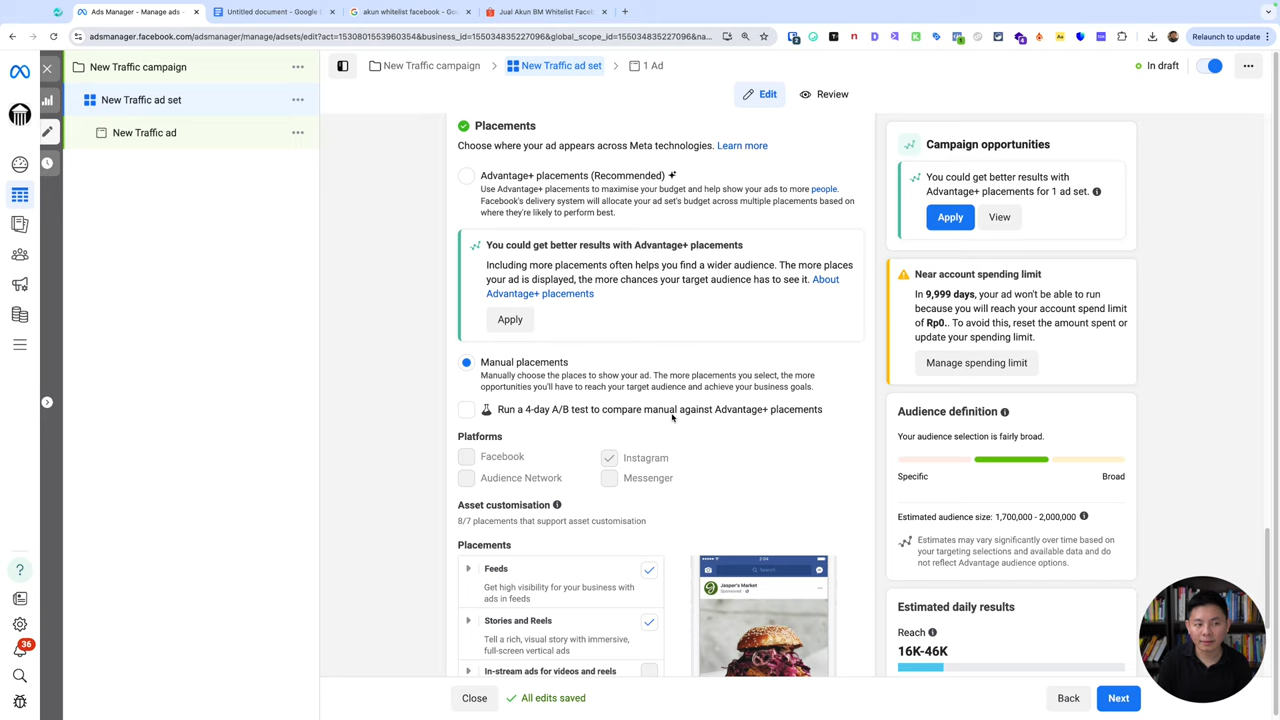 Ads Manager - Manage ads -
Untitled document - Google
akun whitelist facebook - Goo
Jual Akun BM Whitelist Faceb
adsmanager.facebook.com/adsmanager/manage/adsets/edit?act=1530801553960354&business_id=155034835227096&global_scope_id=155034835227096&na...
Relaunch to update
New Traffic campaign
New Traffic ad set
New Traffic ad
New Traffic campaign
New Traffic ad set
1 Ad
In draft
Edit
Review
Placements
Choose where your ad appears across Meta technologies. Learn more
Advantage+ placements (Recommended)
Use Advantage+ placements to maximise your budget and help show your ads to more people.
Facebook's delivery system will allocate your ad set's budget across multiple placements based on
where they're likely to perform best.
You could get better results with Advantage+ placements
Including more placements often helps you find a wider audience. The more places
your ad is displayed, the more chances your target audience has to see it. About
Advantage+ placements
Apply
Manual placements
Manually choose the places to show your ad. The more placements you select, the more
opportunities you'll have to reach your target audience and achieve your business goals.
Run a 4-day A/B test to compare manual against Advantage+ placements
Platforms
Facebook
Instagram
Audience Network
Messenger
Asset customisation
8/7 placements that support asset customisation
Placements
Feeds
Get high visibility for your business with
ads in feeds
Stories and Reels
Tell a rich, visual story with immersive,
full-screen vertical ads
In-stream ads for videos and reels
2:04
Search
Jasper's Market
Sponsored
Close
All edits saved
Back
Next
Campaign opportunities
You could get better results with
Advantage+ placements for 1 ad set.
Apply
View
Near account spending limit
In 9,999 days, your ad won't be able to run
because you will reach your account spend limit
of Rp0.. To avoid this, reset the amount spent or
update your spending limit.
Manage spending limit
Audience definition
Your audience selection is fairly broad.
Specific
Broad
Estimated audience size: 1,700,000 - 2,000,000
Estimates may vary significantly over time based on
your targeting selections and available data and do
not reflect Advantage audience options.
Estimated daily results
Reach
16K-46K
36